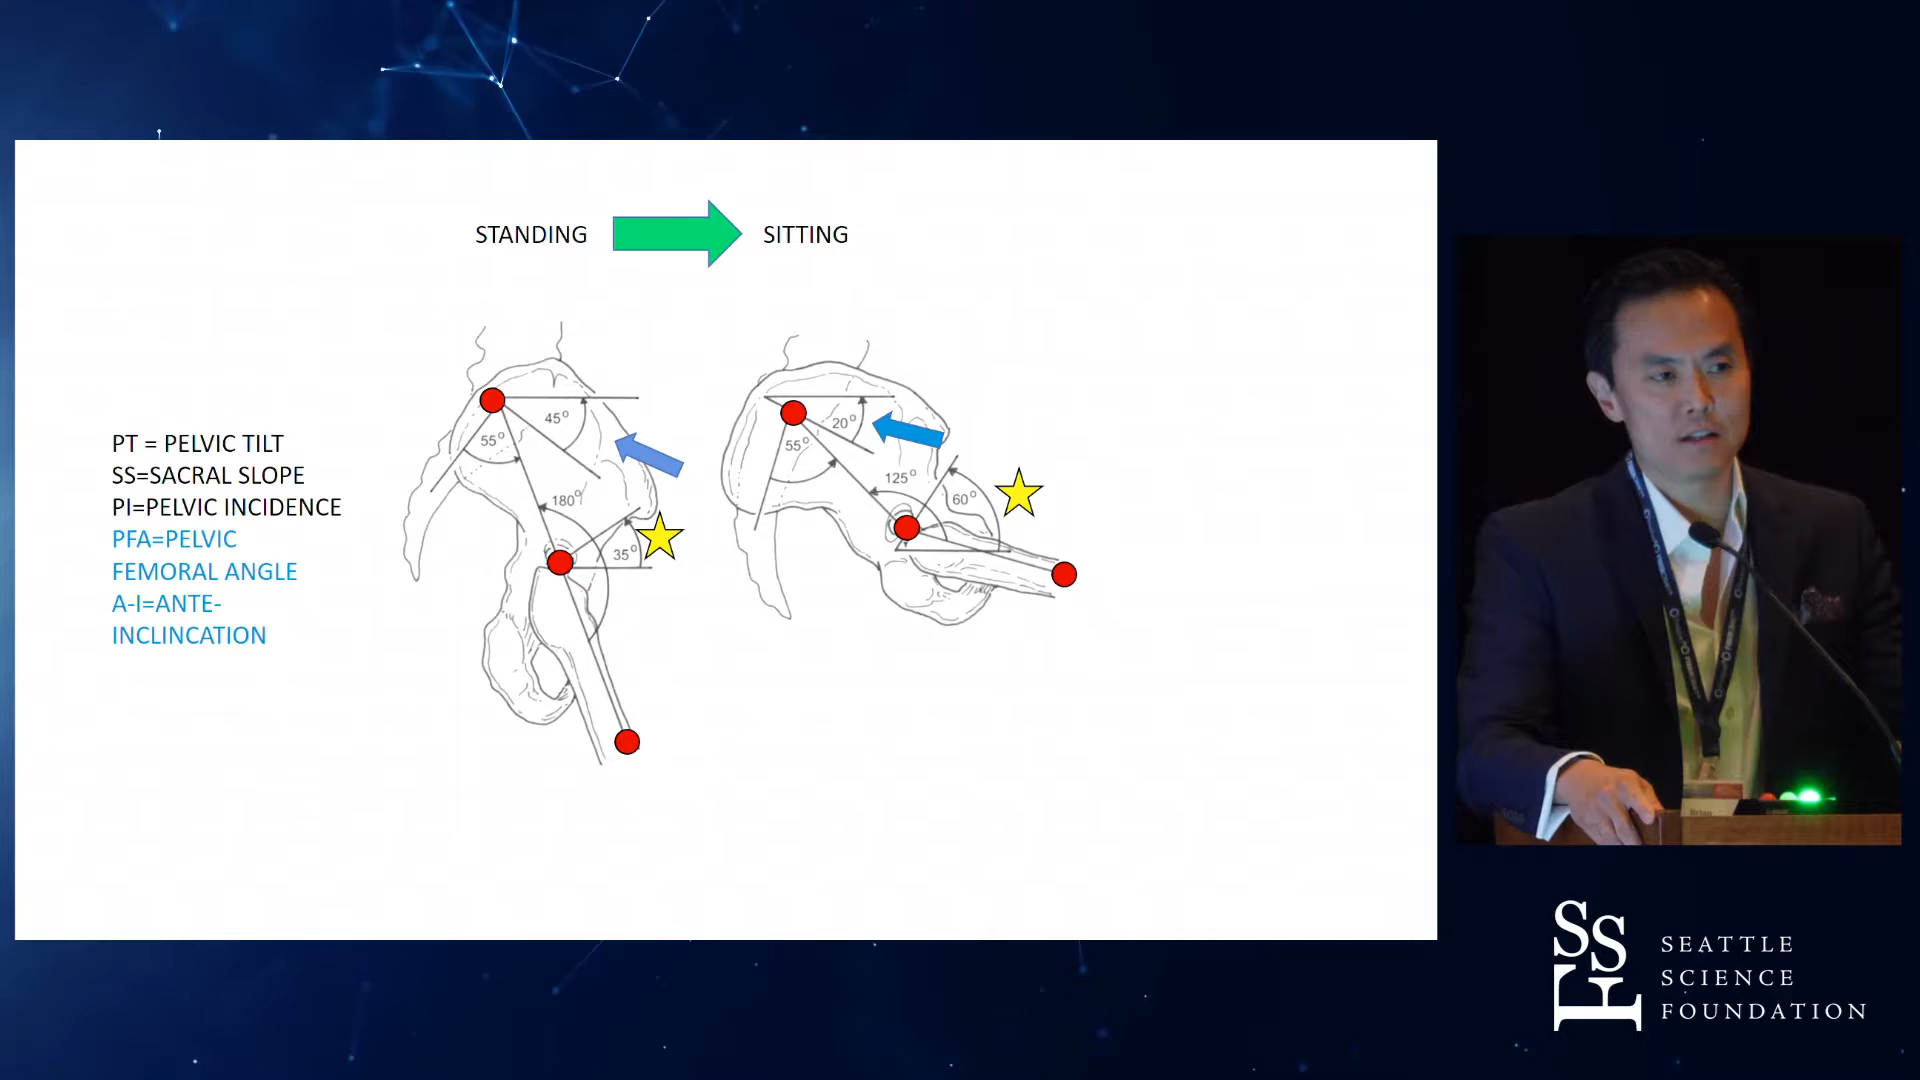 STANDING
SITTING
PT = PELVIC TILT
SS=SACRAL SLOPE
PI=PELVIC INCIDENCE
PFA=PELVIC
FEMORAL ANGLE
A-I=ANTE-
INCLINCATION
45°
55°
180°
35°
20°
55°
125°
60°
SSF
SEATTLE
SCIENCE
FOUNDATION